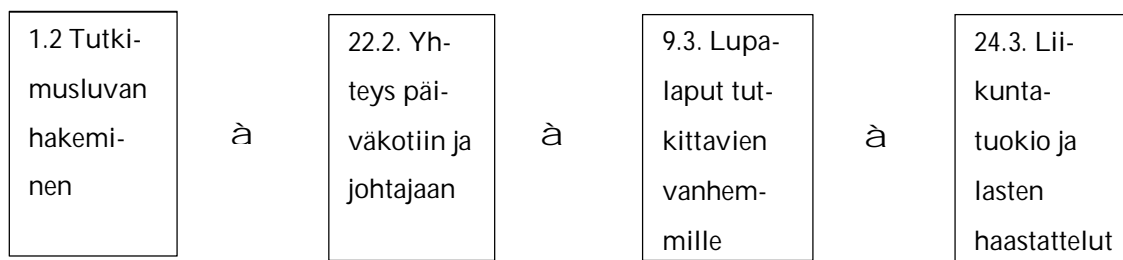 1.2 Tutki-
musluvan
hakemi-
nen
à
22.2. Yh-
teys päi-
väkotiin ja
johtajaan
à
9.3. Lupa-
laput tut-
kittavien
vanhem-
mille
à
24.3. Lii-
kunta-
tuokio ja
lasten
haastattelut